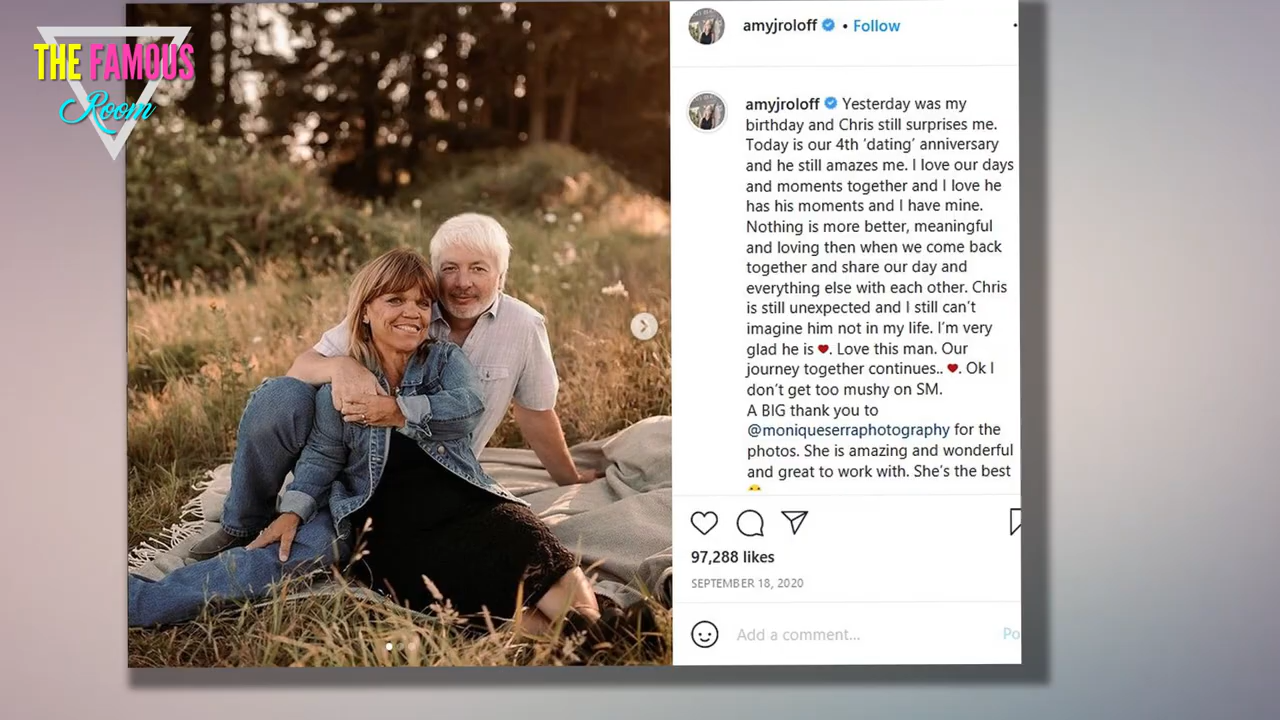 THE FAMOUS
Room
amyjroloff • Follow
amyjroloff Yesterday was my
birthday and Chris still surprises me.
Today is our 4th 'dating' anniversary
and he still amazes me. I love our days
and moments together and I love he
has his moments and I have mine.
Nothing is more better, meaningful
and loving then when we come back
together and share our day and
everything else with each other. Chris
is still unexpected and I still can't
imagine him not in my life. I'm very
glad he is ❤. Love this man. Our
journey together continues.. ❤. Ok I
don't get too mushy on SM.
A BIG thank you to
@moniqueserraphotography for the
photos. She is amazing and wonderful
and great to work with. She's the best
97,288 likes
SEPTEMBER 18, 2020
Add a comment... Po